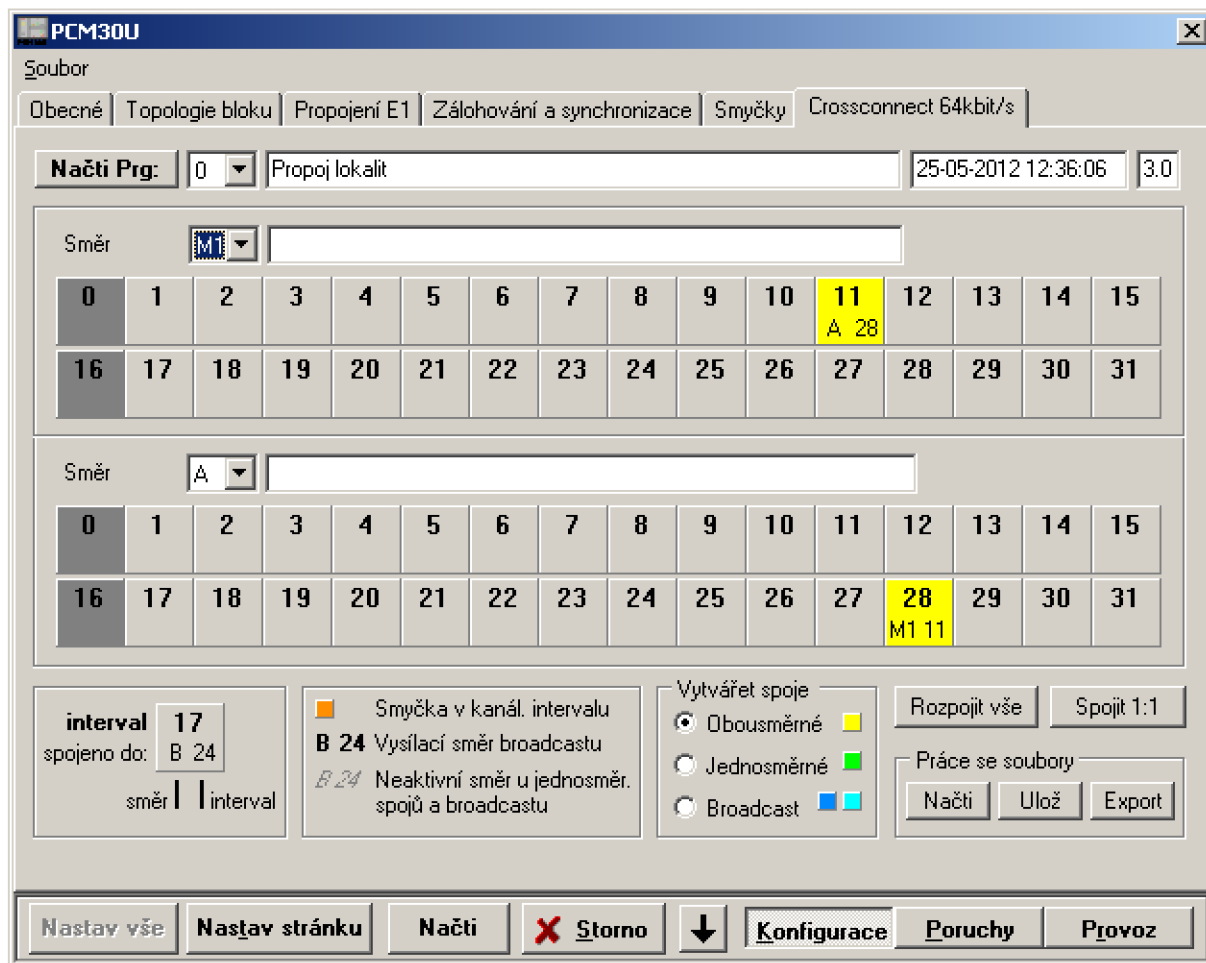 PCM30U
Soubor
Obecné Topologie bloku Propojení E1 Zálohování a synchronizace Smyčky Crossconnect 64kbit/s
Načti Prg: 0 Propoj lokalit 25-05-2012 12:36:06 3.0
Směr M1
0 1 2 3 4 5 6 7 8 9 10 11 12 13 14 15
A 28
16 17 18 19 20 21 22 23 24 25 26 27 28 29 30 31
Směr A
0 1 2 3 4 5 6 7 8 9 10 11 12 13 14 15
16 17 18 19 20 21 22 23 24 25 26 27 28 29 30 31
M1 11
interval 17
spojeno do: B 24
směr interval
Smyčka v kanál. intervalu
B 24 Vysílací směr broadcastu
B 24 Neaktivní směr u jednosměr.
spojů a broadcastu
Vytvářet spoje
Obousměrné
Jednosměrné
Broadcast
Rozpojit vše Spojit 1:1
Práce se soubory
Načti Ulož Export
Nastav vše Nastav stránku Načti Storno Konfigurace Poruchy Provoz